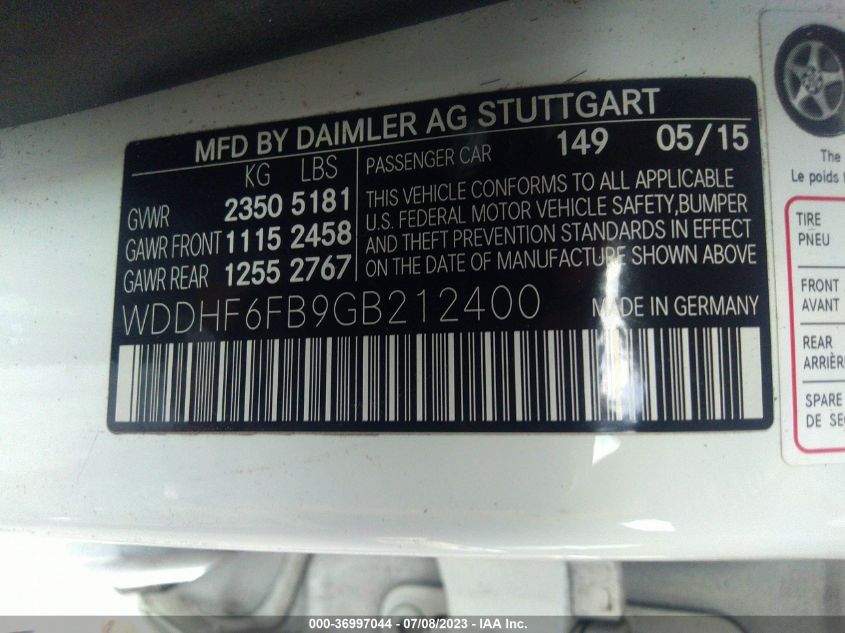 MFD BY DAIMLER AG STUTTGART
KG LBS
GVWR 2350 5181
GAWR FRONT 1115 2458
GAWR REAR 1255 2767
PASSENGER CAR 149 05/15
THIS VEHICLE CONFORMS TO ALL APPLICABLE
U.S. FEDERAL MOTOR VEHICLE SAFETY,BUMPER
AND THEFT PREVENTION STANDARDS IN EFFECT
ON THE DATE OF MANUFACTURE SHOWN ABOVE
WDDHF6FB9GB212400 MADE IN GERMANY
The
Le poids
TIRE
PNEU
FRONT
AVANT
REAR
ARRIÈR
SPARE
DE SEC
000-36997044 / 07/08/2023 - IAA Inc.